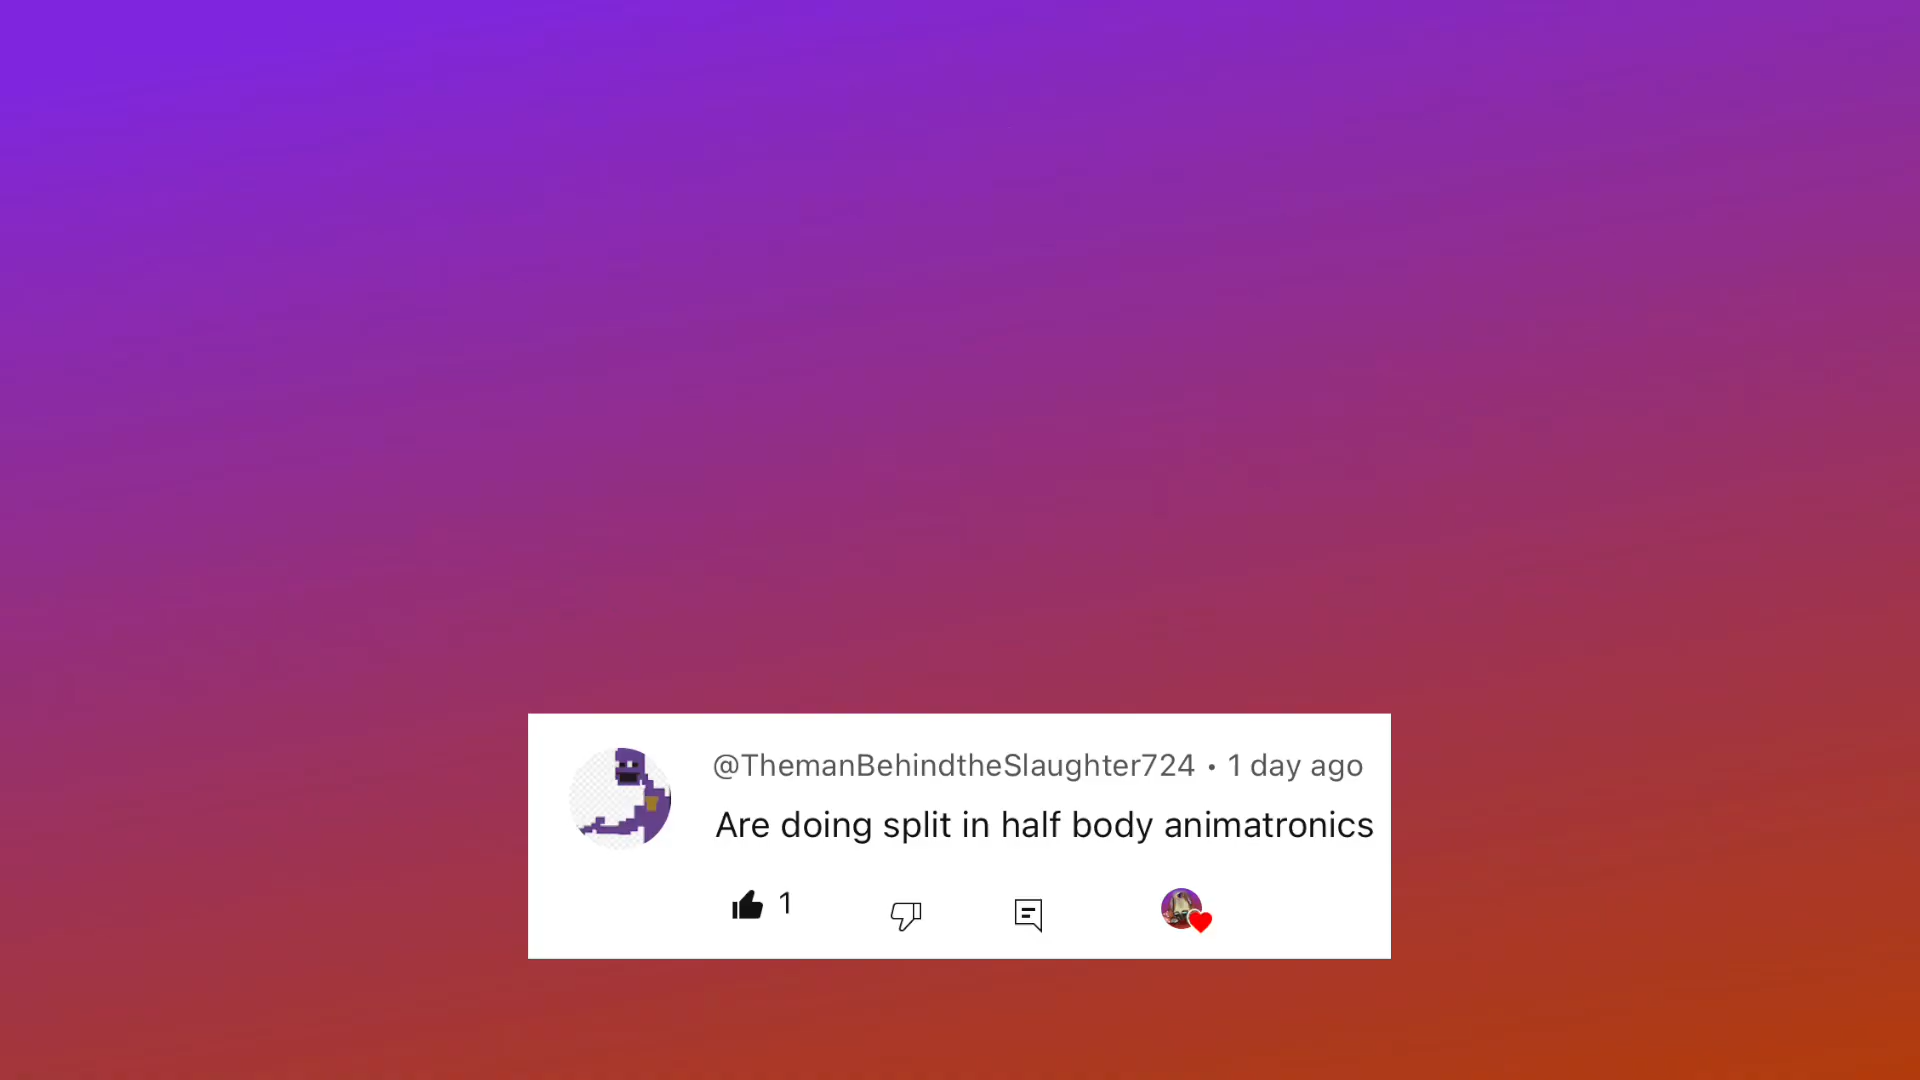 @ThemanBehindtheSlaughter724 • 1 day ago
Are doing split in half body animatronics
1